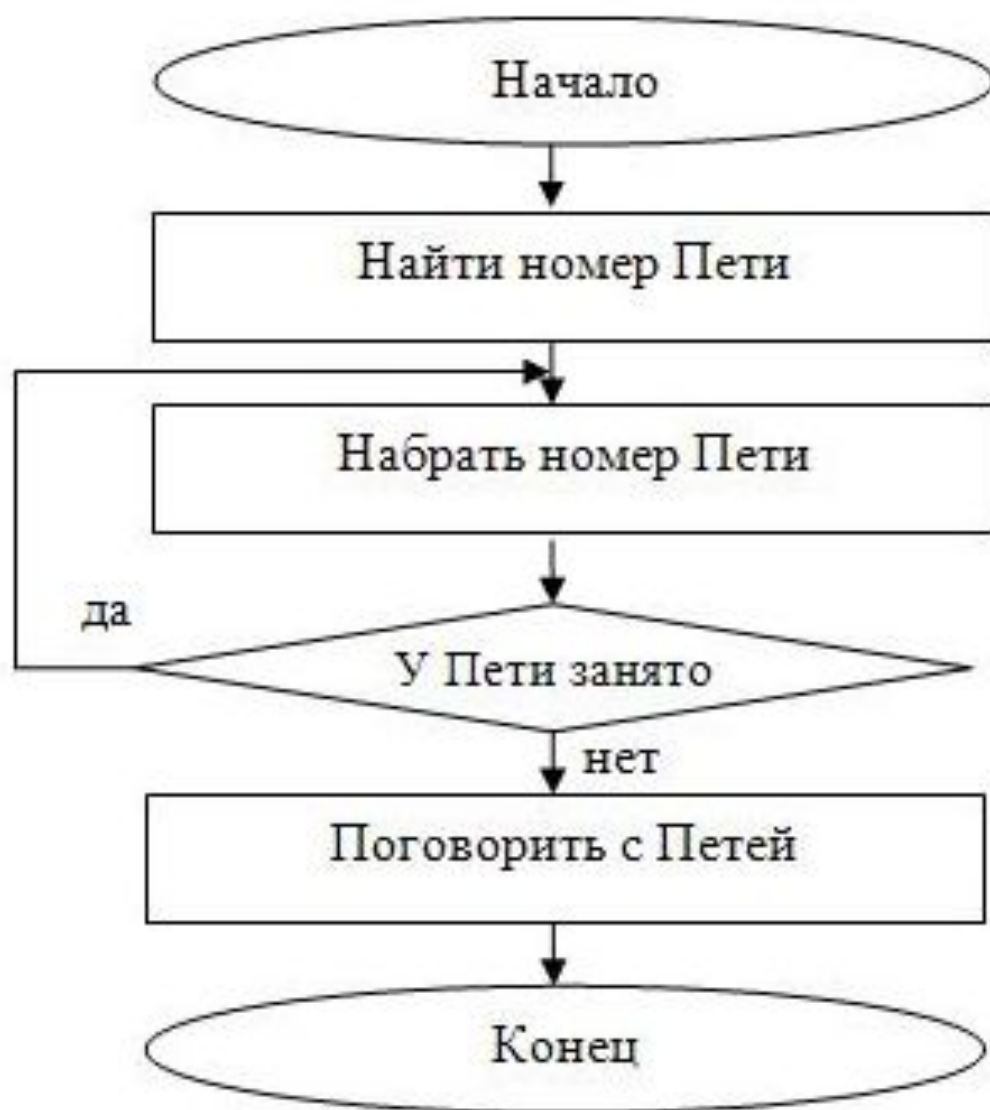 Начало
Найти номер Пети
Набрать номер Пети
да
У Пети занято
нет
Поговорить с Петей
Конец